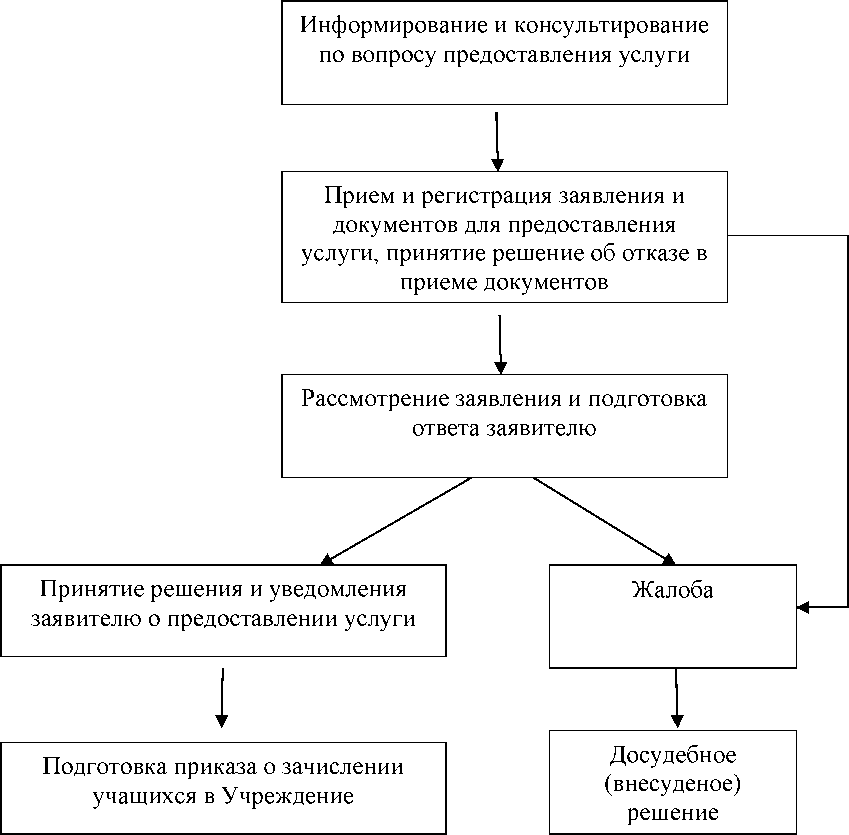 Информирование и консультирование
по вопросу предоставления услуги
Прием и регистрация заявления и
документов для предоставления
услуги, принятие решение об отказе в
приеме документов
Рассмотрение заявления и подготовка
ответа заявителю
Принятие решения и уведомления
заявителю о предоставлении услуги
Жалоба
Подготовка приказа о зачислении
учащихся в Учреждение
Досудебное
(внесуденое)
решение